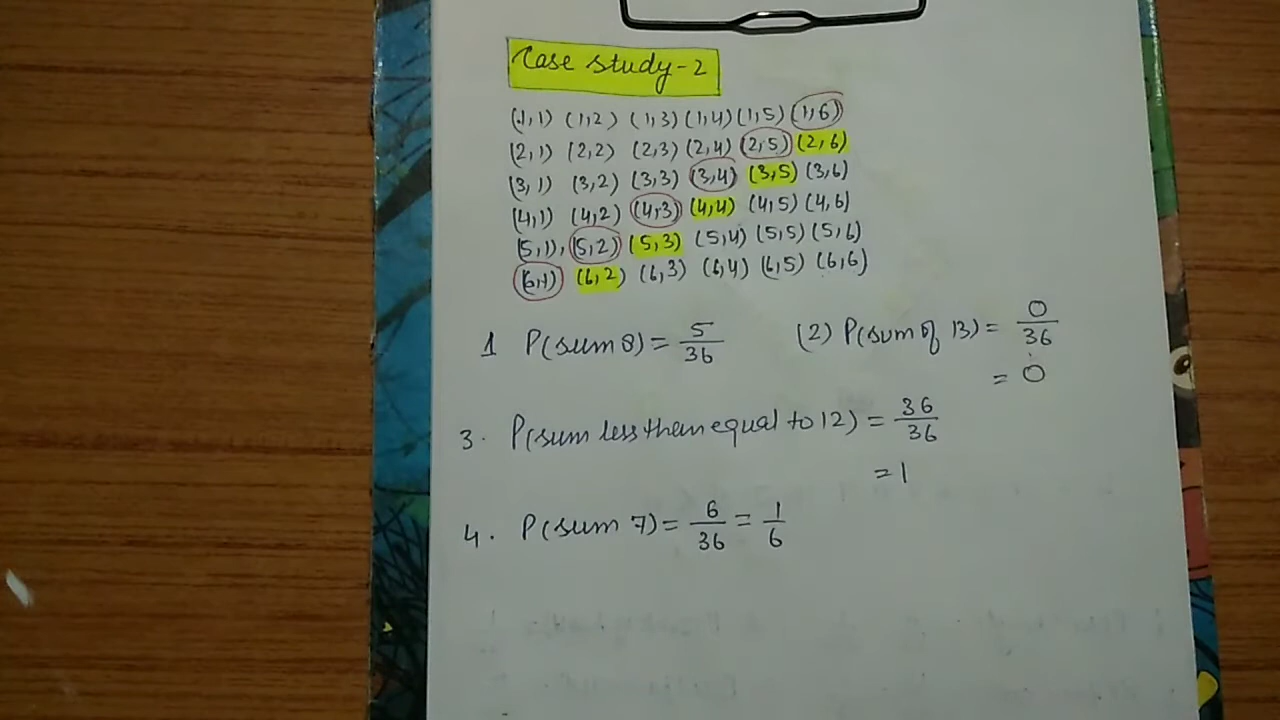 Case study-2
(1,1) (1,2) (1,3) (1,4) (1,5) (1,6)
(2,1) (2,2) (2,3) (2,4) (2,5) (2,6)
(3,1) (3,2) (3,3) (3,4) (3,5) (3,6)
(4,1) (4,2) (4,3) (4,4) (4,5) (4,6)
(5,1), (5,2) (5,3) (5,4) (5,5) (5,6)
(6,1) (6,2) (6,3) (6,4) (6,5) (6,6)
1 P(sum 8) = 5/36 (2) P(sum of 13) = 0/36
= 0
3. P(sum less then equal to 12) = 36/36
= 1
4. P(sum 7) = 6/36 = 1/6